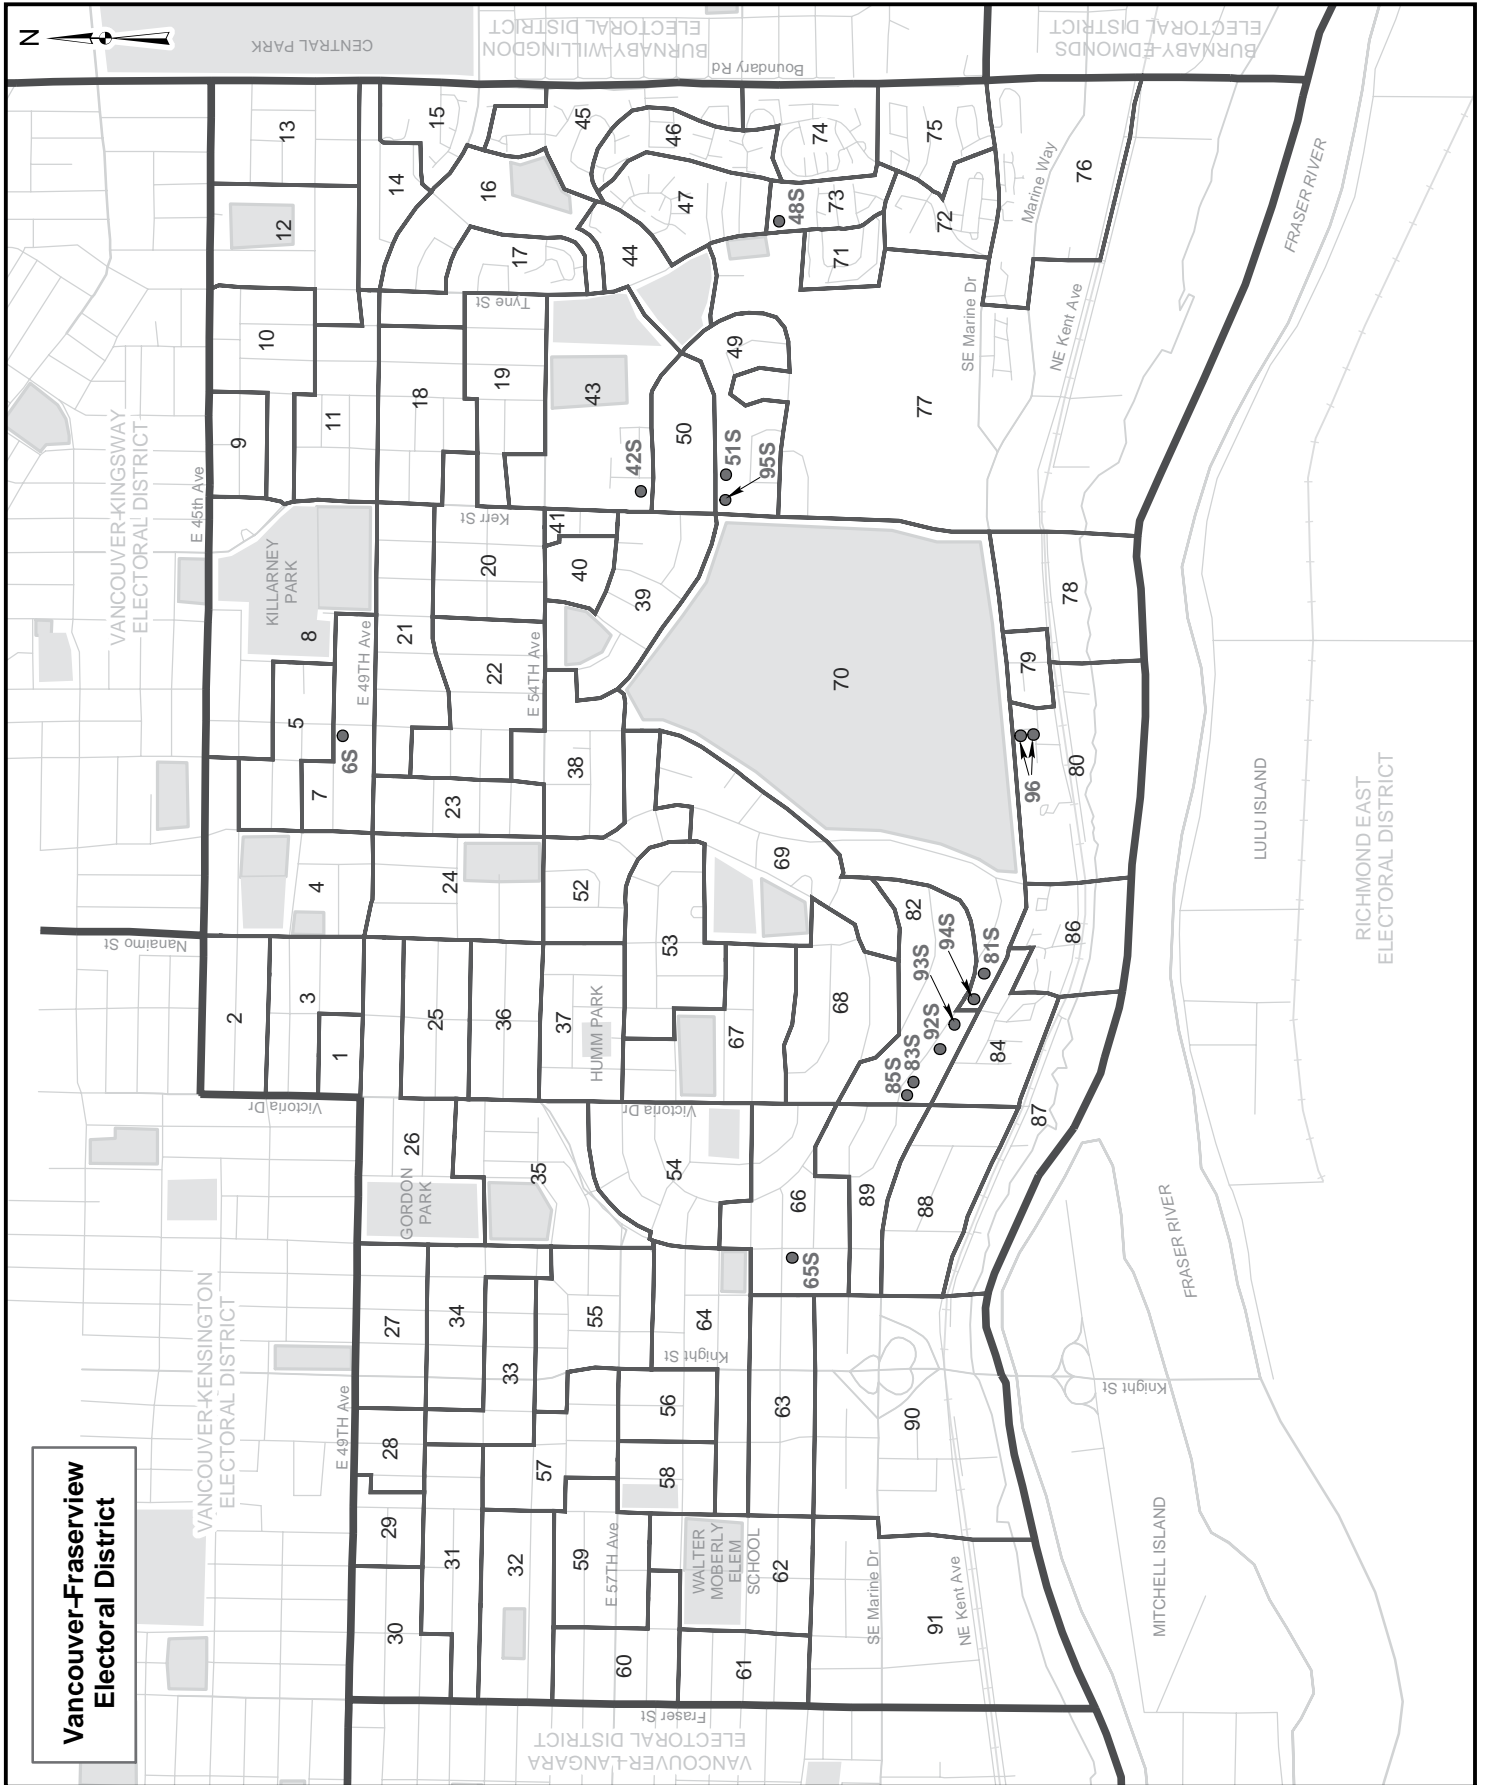 Vancouver-Fraserview
Electoral District
N
CENTRAL PARK
BURNABY-WILLINGDON
ELECTORAL DISTRICT
BURNABY-EDMONDS
ELECTORAL DISTRICT
Boundary Rd
VANCOUVER-KINGSWAY
ELECTORAL DISTRICT
VANCOUVER-KENSINGTON
ELECTORAL DISTRICT
VANCOUVER-LANGARA
ELECTORAL DISTRICT
RICHMOND EAST
ELECTORAL DISTRICT
E 45th Ave
Nanaimo St
Victoria Dr
E 49TH Ave
E 49TH Ave
KILLARNEY
PARK
Kerr St
Tyne St
E 54TH Ave
HUMM PARK
GORDON
PARK
Victoria Dr
Knight St
Knight St
E 57TH Ave
WALTER
MOBERLY
ELEM
SCHOOL
Fraser St
SE Marine Dr
NE Kent Ave
SE Marine Dr
NE Kent Ave
Marine Way
FRASER RIVER
FRASER RIVER
LULU ISLAND
MITCHELL ISLAND
1
2
3
4
5
6S
7
8
9
10
11
12
13
14
15
16
17
18
19
20
21
22
23
24
25
26
27
28
29
30
31
32
33
34
35
36
37
38
39
40
41
42S
43
44
45
46
47
48S
49
50
51S
52
53
54
55
56
57
58
59
60
61
62
63
64
65S
66
67
68
69
70
71
72
73
74
75
76
77
78
79
80
81S
82
83S
84
85S
86
87
88
89
90
91
92S
93S
94S
95S
96